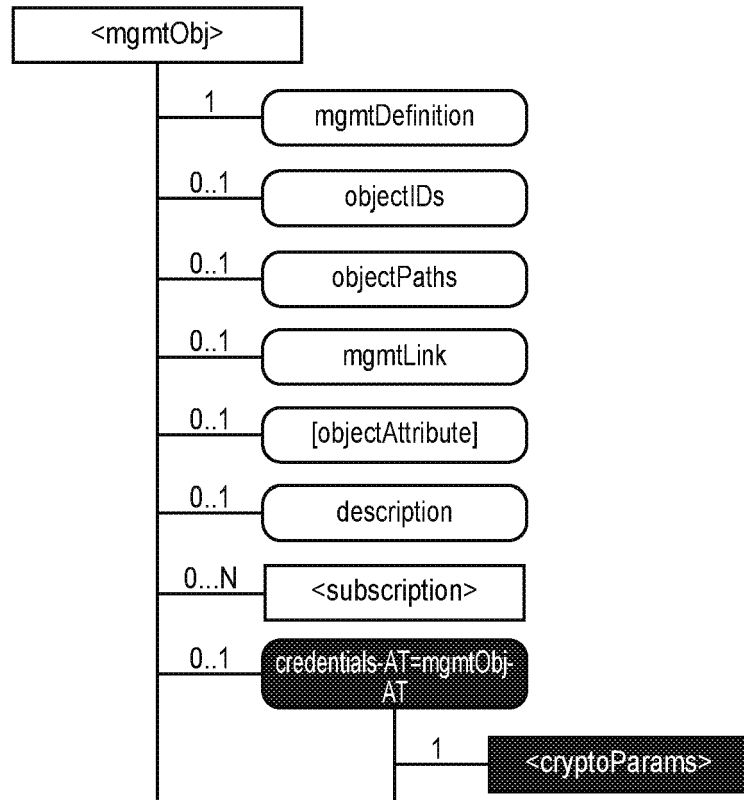 <mgmtObj>
1
mgmtDefinition
0..1
objectIDs
0..1
objectPaths
0..1
mgmtLink
0..1
[objectAttribute]
0..1
description
0...N
<subscription>
0..1
credentials-AT=mgmtObj-
AT
1
<cryptoParams>